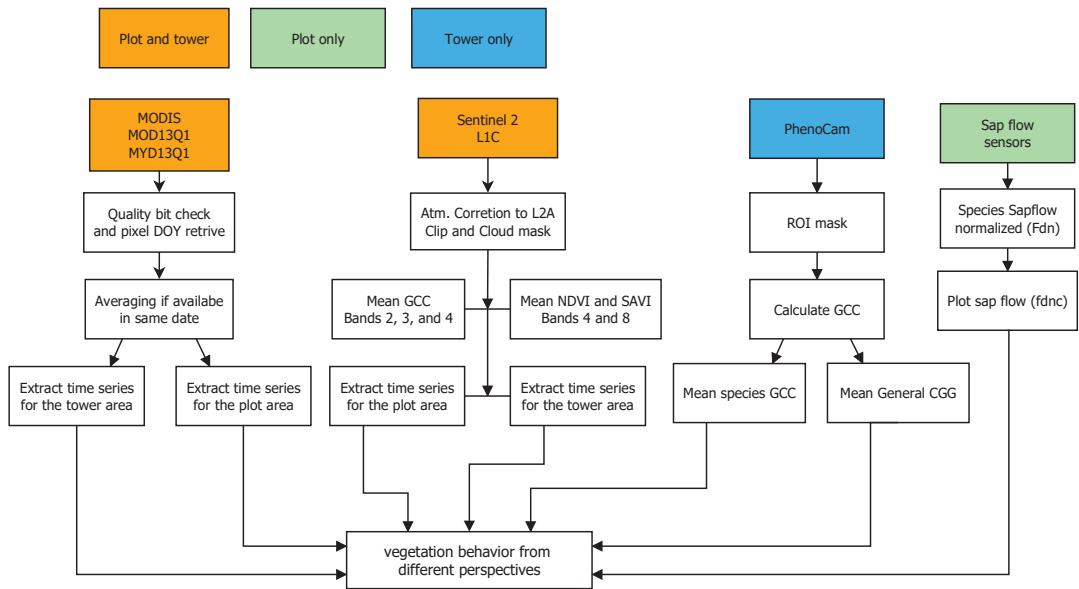 Plot and tower
Plot only
Tower only
MODIS
MOD13Q1
MYD13Q1
Sentinel 2
L1C
PhenoCam
Sap flow
sensors
Quality bit check
and pixel DOY retrive
Atm. Corretion to L2A
Clip and Cloud mask
ROI mask
Species Sapflow
normalized (Fdn)
Averaging if availabe
in same date
Mean GCC
Bands 2, 3, and 4
Mean NDVI and SAVI
Bands 4 and 8
Calculate GCC
Plot sap flow (fdnc)
Extract time series
for the tower area
Extract time series
for the plot area
Extract time series
for the plot area
Extract time series
for the tower area
Mean species GCC
Mean General CGG
vegetation behavior from
different perspectives